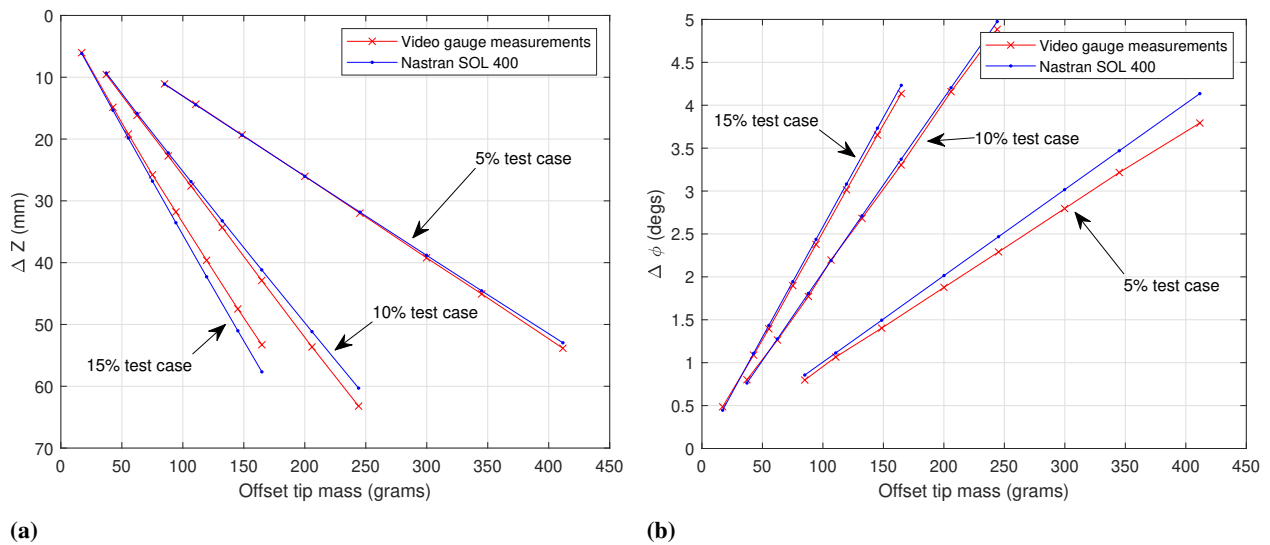 0
10
20
30
40
50
60
70
Δ Z (mm)
0 50 100 150 200 250 300 350 400 450
Offset tip mass (grams)
Video gauge measurements
Nastran SOL 400
5% test case
10% test case
15% test case
(a)
5
4.5
4
3.5
3
2.5
2
1.5
1
0.5
0
Δ ϕ (degs)
0 50 100 150 200 250 300 350 400 450
Offset tip mass (grams)
Video gauge measurements
Nastran SOL 400
15% test case
10% test case
5% test case
(b)